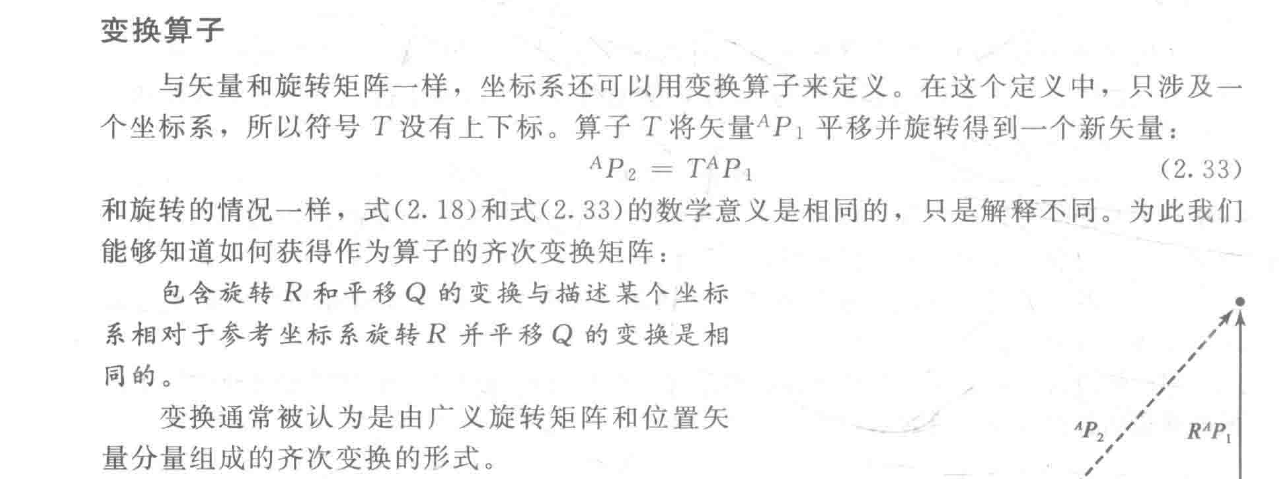 变换算子
与矢量和旋转矩阵一样，坐标系还可以用变换算子来定义。在这个定义中，只涉及一
个坐标系，所以符号 T 没有上下标。算子 T 将矢量ᴬP₁ 平移并旋转得到一个新矢量：
ᴬP₂ = TᴬP₁ (2.33)
和旋转的情况一样，式(2.18)和式(2.33)的数学意义是相同的，只是解释不同。为此我们
能够知道如何获得作为算子的齐次变换矩阵：
包含旋转 R 和平移 Q 的变换与描述某个坐标
系相对于参考坐标系旋转 R 并平移 Q 的变换是相
同的。
变换通常被认为是由广义旋转矩阵和位置矢
量分量组成的齐次变换的形式。
ᴬP₂ RᴬP₁